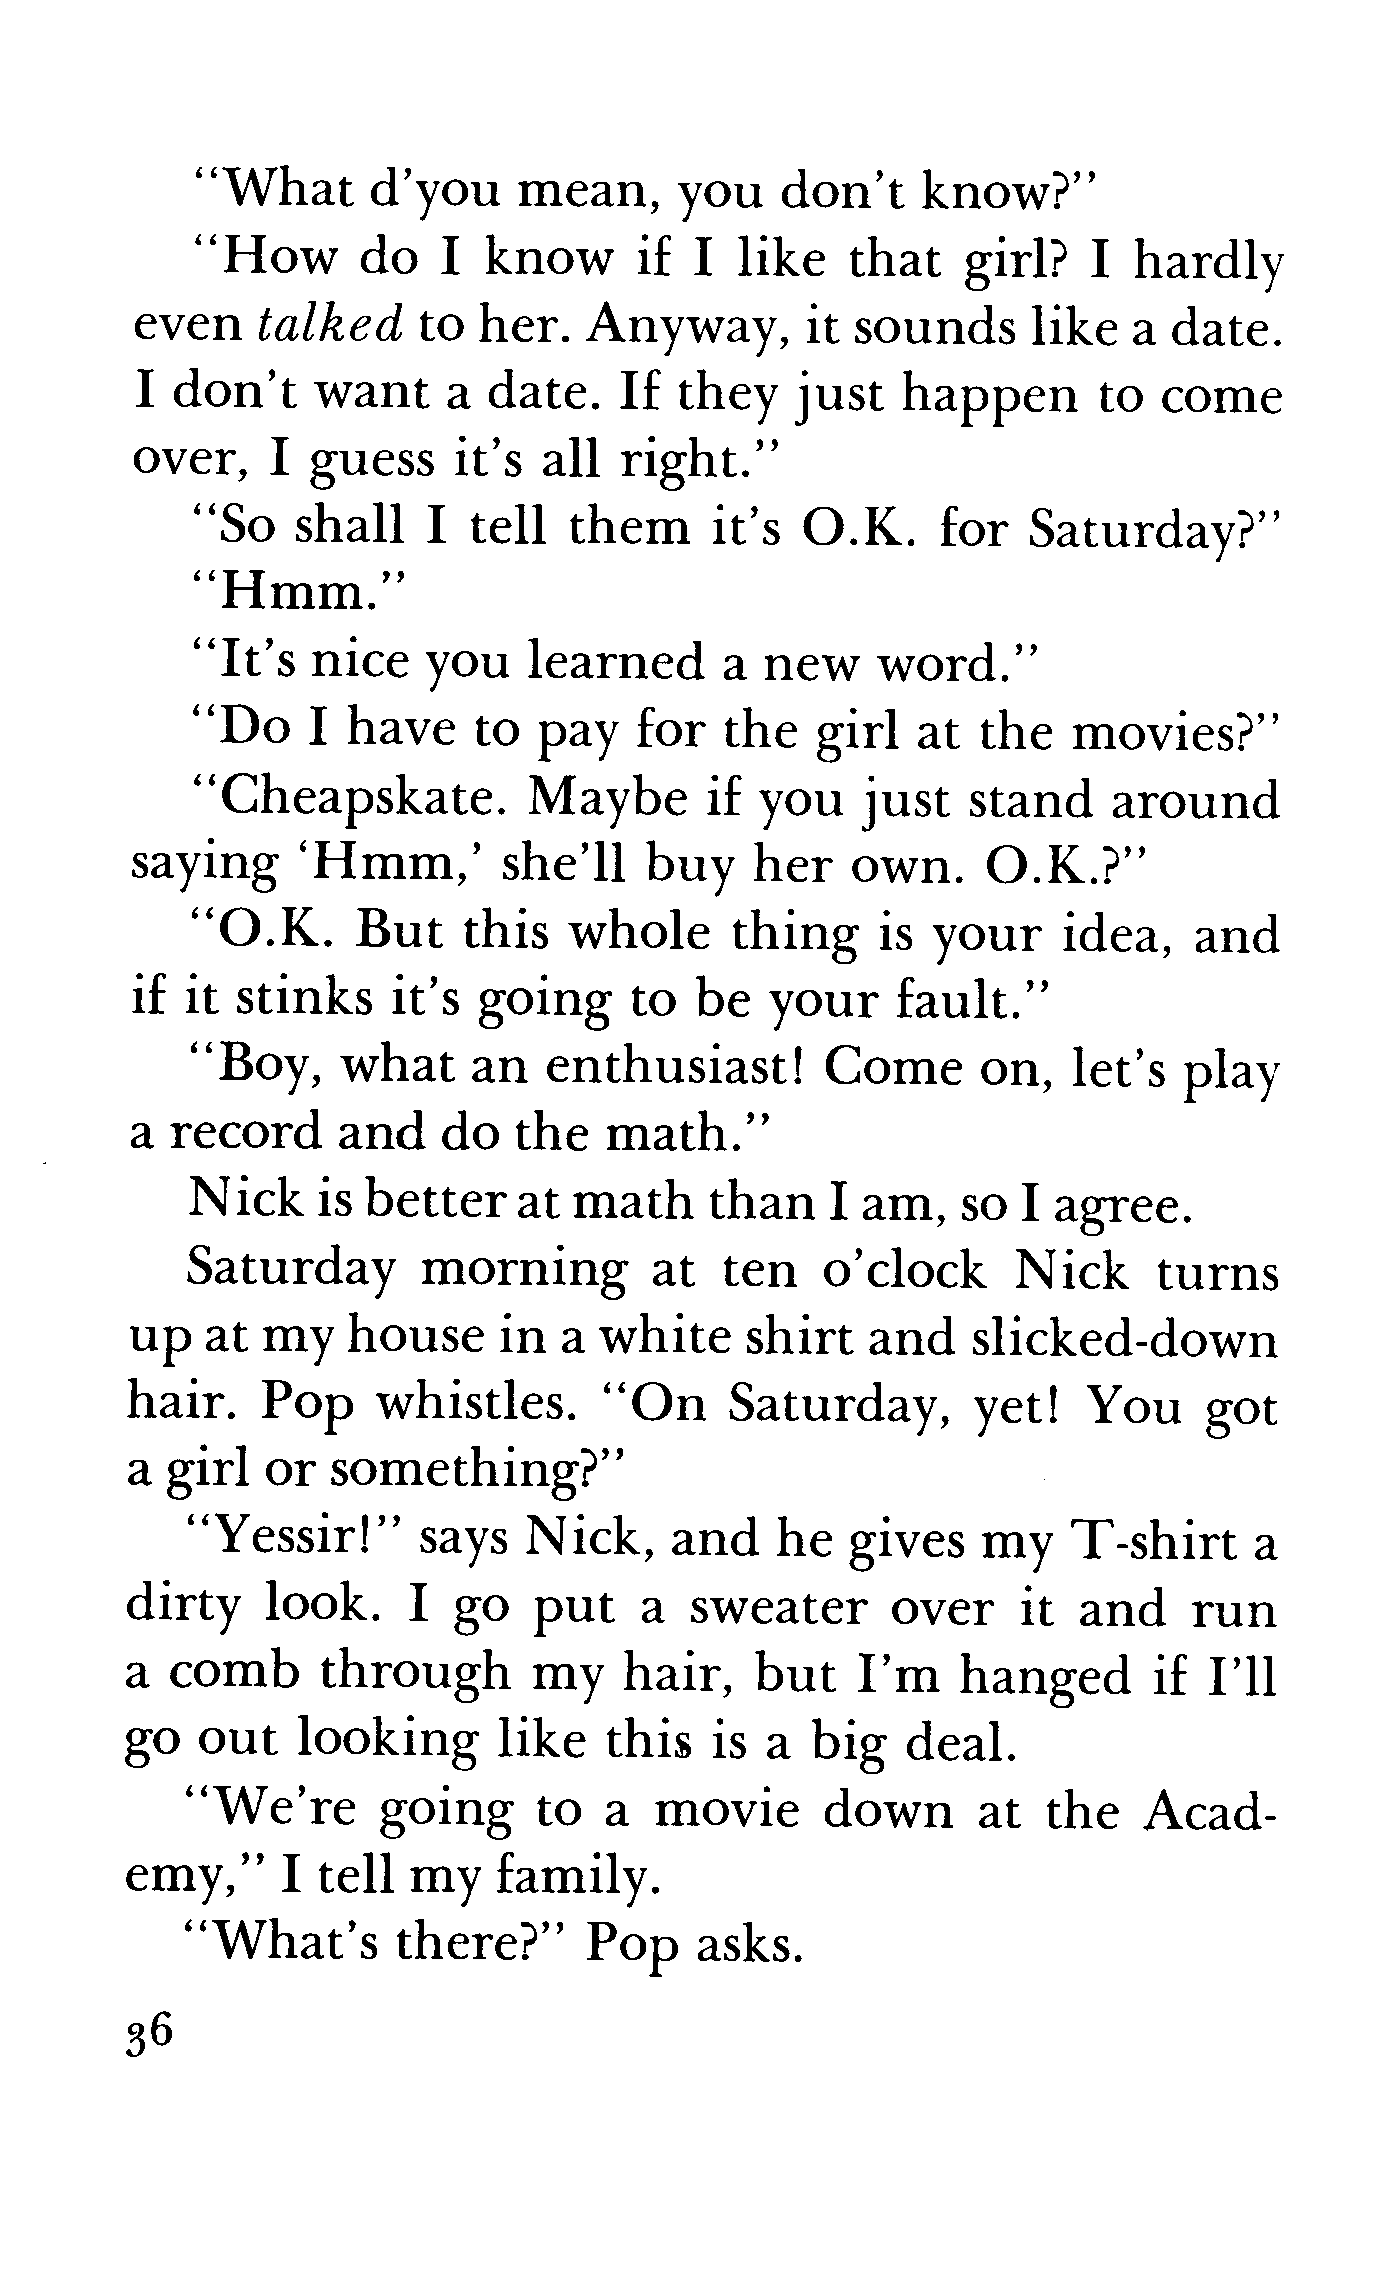 “What d’you mean, you don’t know?”
“How do I know if I like that girl? I hardly
even talked to her. Anyway, it sounds like a date.
I don’t want a date. If they just happen to come
over, I guess it’s all right.”
“So shall I tell them it’s O.K. for Saturday?”
“Hmm.”
“It’s nice you learned a new word.”
“Do I have to pay for the girl at the movies?”
“Cheapskate. Maybe if you just stand around
saying ‘Hmm,’ she’ll buy her own. O.K.?”
“O.K. But this whole thing is your idea, and
if it stinks it’s going to be your fault.”
“Boy, what an enthusiast! Come on, let’s play
a record and do the math.”
Nick is better at math than I am, so I agree.
Saturday morning at ten o’clock Nick turns
up at my house in a white shirt and slicked-down
hair. Pop whistles. “On Saturday, yet! You got
a girl or something?”
“Yessir!” says Nick, and he gives my T-shirt a
dirty look. I go put a sweater over it and run
a comb through my hair, but I’m hanged if I’ll
go out looking like this is a big deal.
“We’re going to a movie down at the Acad-
emy,” I tell my family.
“What’s there?” Pop asks.
36